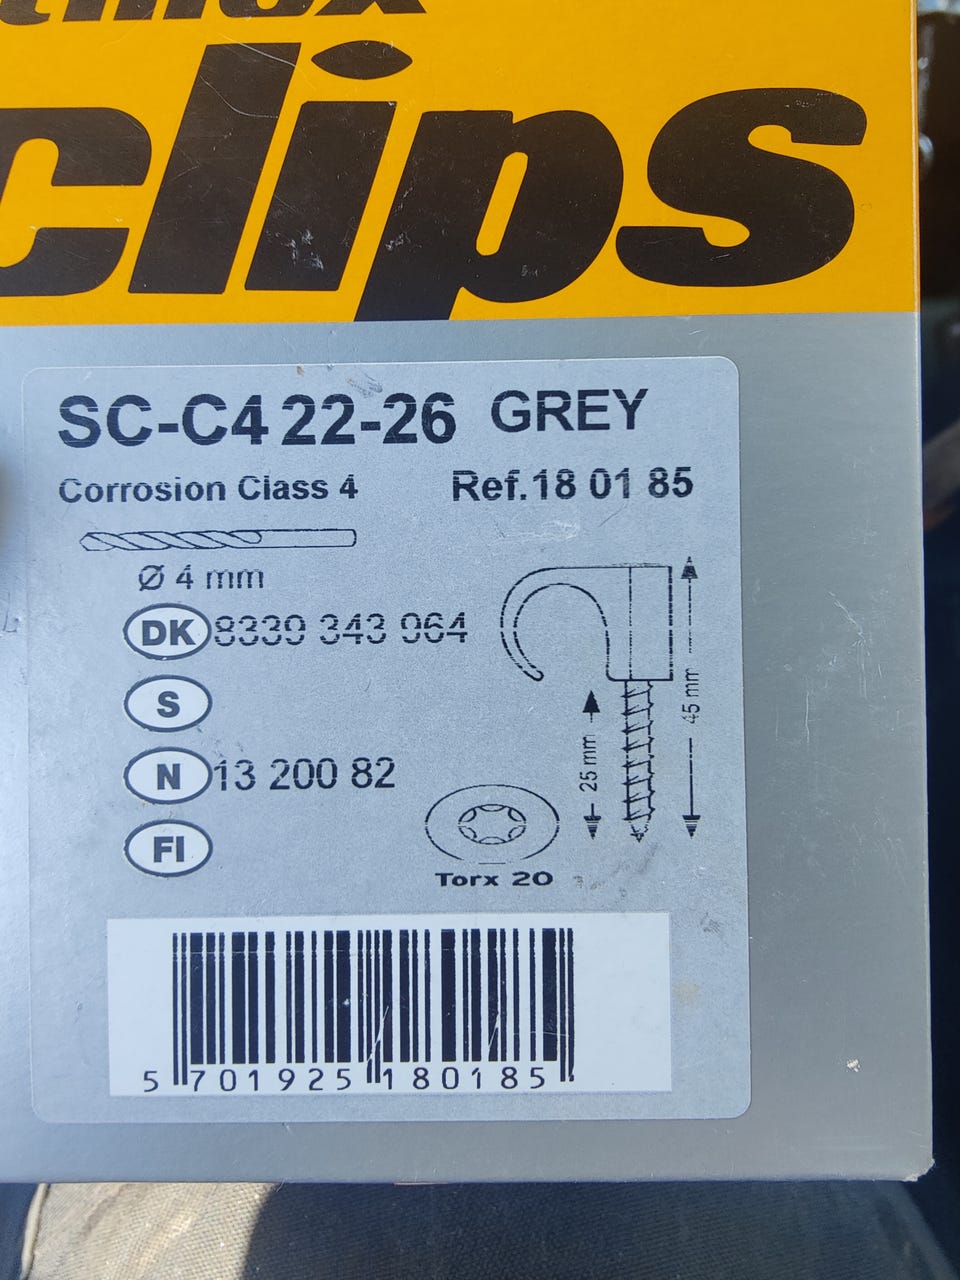 clips
SC-C4 22-26 GREY
Corrosion Class 4
Ref.18 01 85
Ø 4 mm
DK 8339 343 964
S
N 13 200 82
FI
25 mm
45 mm
Torx 20
5 701925 180185